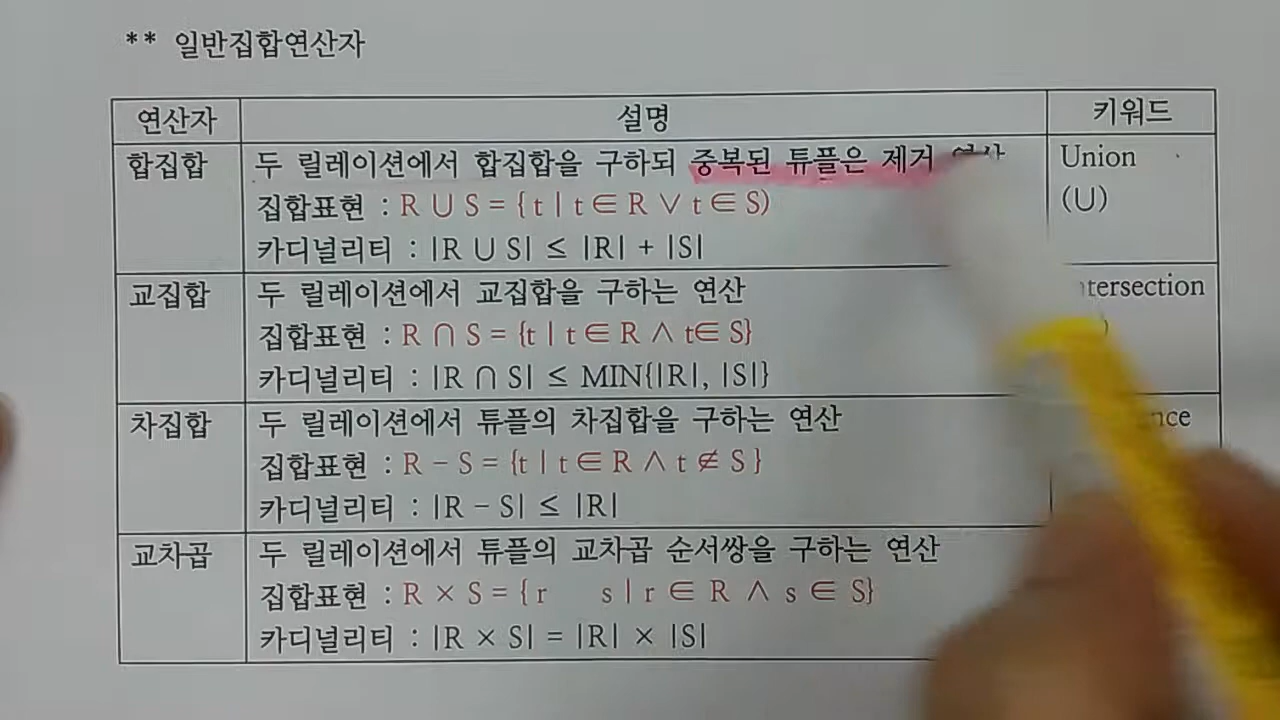 ** 일반집합연산자
연산자 설명 키워드
합집합 두 릴레이션에서 합집합을 구하되 중복된 튜플은 제거 연산 Union
집합표현 : R ∪ S = { t | t ∈ R ∨ t ∈ S) (∪)
카디널리티 : |R ∪ S| ≤ |R| + |S|
교집합 두 릴레이션에서 교집합을 구하는 연산 ntersection
집합표현 : R ∩ S = {t | t ∈ R ∧ t∈ S} )
카디널리티 : |R ∩ S| ≤ MIN{|R|, |S|}
차집합 두 릴레이션에서 튜플의 차집합을 구하는 연산 nce
집합표현 : R − S = {t | t ∈ R ∧ t ∉ S }
카디널리티 : |R − S| ≤ |R|
교차곱 두 릴레이션에서 튜플의 교차곱 순서쌍을 구하는 연산
집합표현 : R × S = { r s | r ∈ R ∧ s ∈ S}
카디널리티 : |R × S| = |R| × |S|